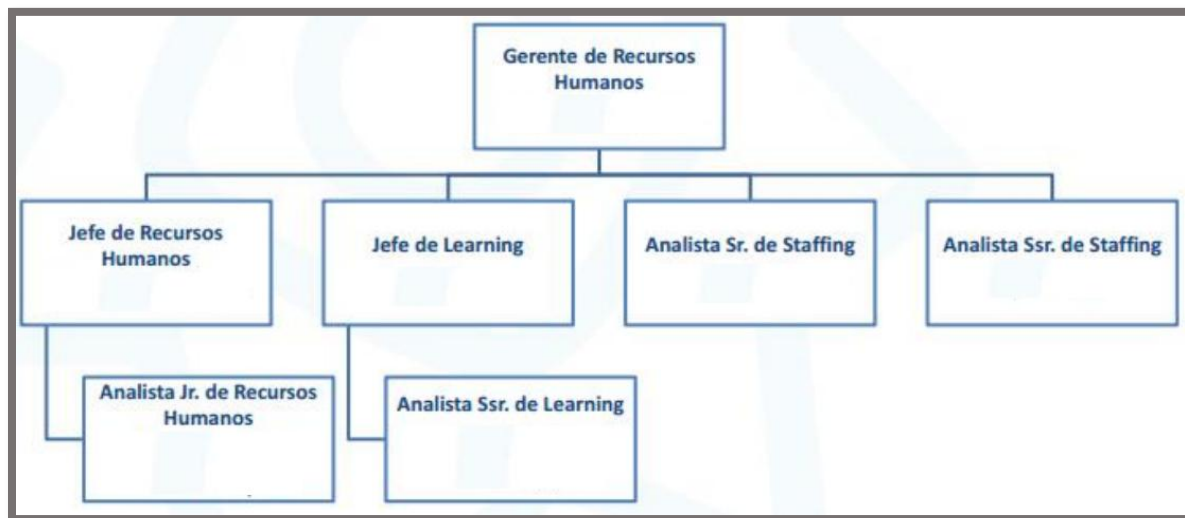 Gerente de Recursos
Humanos
Jefe de Recursos
Humanos
Jefe de Learning
Analista Sr. de Staffing
Analista Ssr. de Staffing
Analista Jr. de Recursos
Humanos
Analista Ssr. de Learning